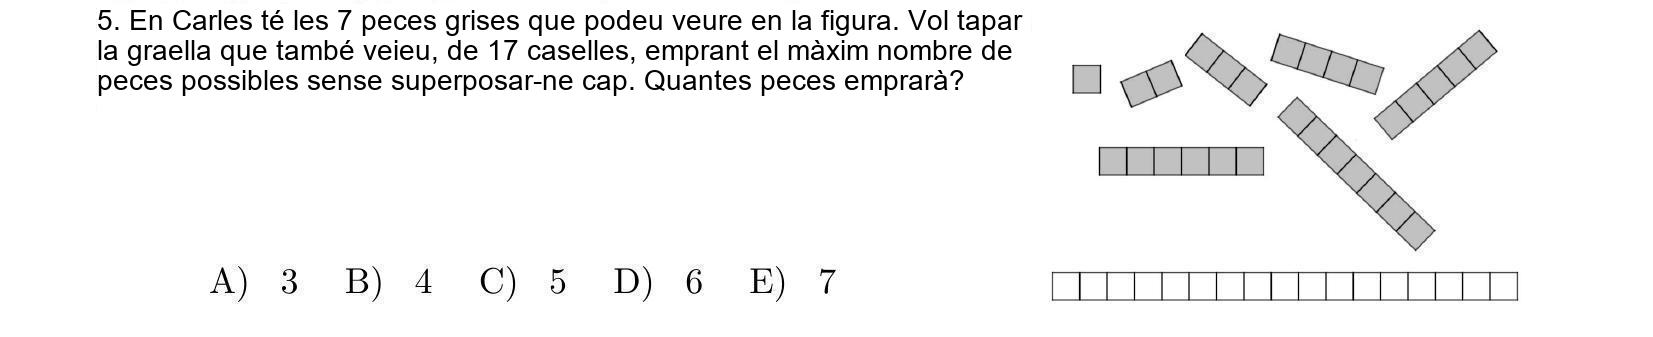 5. En Carles té les 7 peces grises que podeu veure en la figura. Vol tapar
la graella que també veieu, de 17 caselles, emprant el màxim nombre de
peces possibles sense superposar-ne cap. Quantes peces emprarà?
A) 3 B) 4 C) 5 D) 6 E) 7